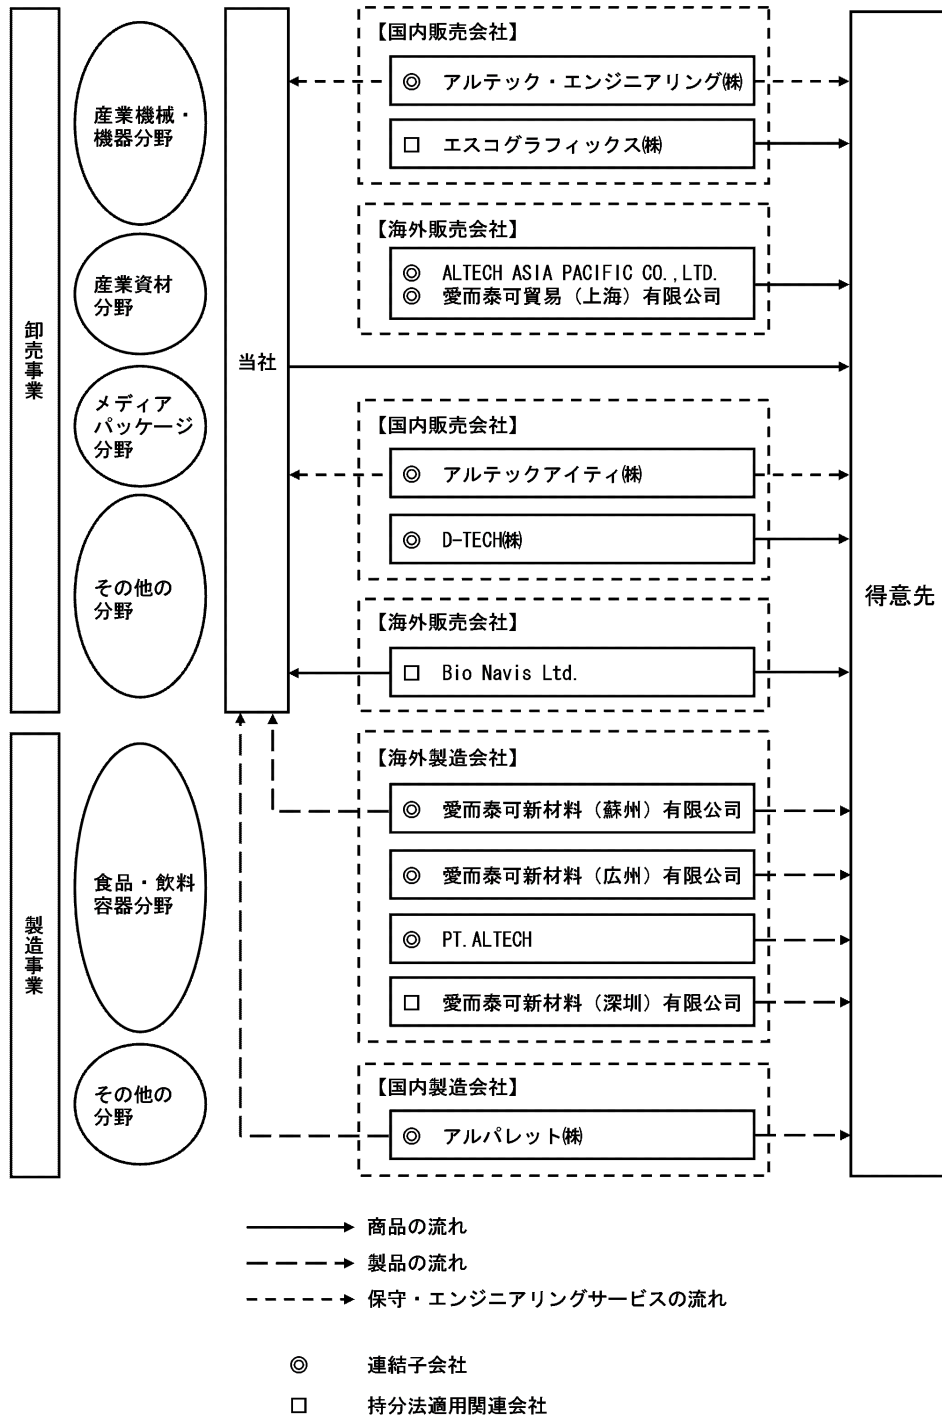 卸売事業
産業機械・
機器分野
産業資材
分野
メディア
パッケージ
分野
その他の
分野
当社
【国内販売会社】
◎ アルテック・エンジニアリング㈱
□ エスコグラフィックス㈱
【海外販売会社】
◎ ALTECH ASIA PACIFIC CO.,LTD.
◎ 愛而泰可貿易（上海）有限公司
【国内販売会社】
◎ アルテックアイティ㈱
◎ D-TECH㈱
【海外販売会社】
□ Bio Navis Ltd.
得意先
製造事業
食品・飲料
容器分野
その他の
分野
【海外製造会社】
◎ 愛而泰可新材料（蘇州）有限公司
◎ 愛而泰可新材料（広州）有限公司
◎ PT.ALTECH
□ 愛而泰可新材料（深圳）有限公司
【国内製造会社】
◎ アルパレット㈱
商品の流れ
製品の流れ
保守・エンジニアリングサービスの流れ
◎ 連結子会社
□ 持分法適用関連会社